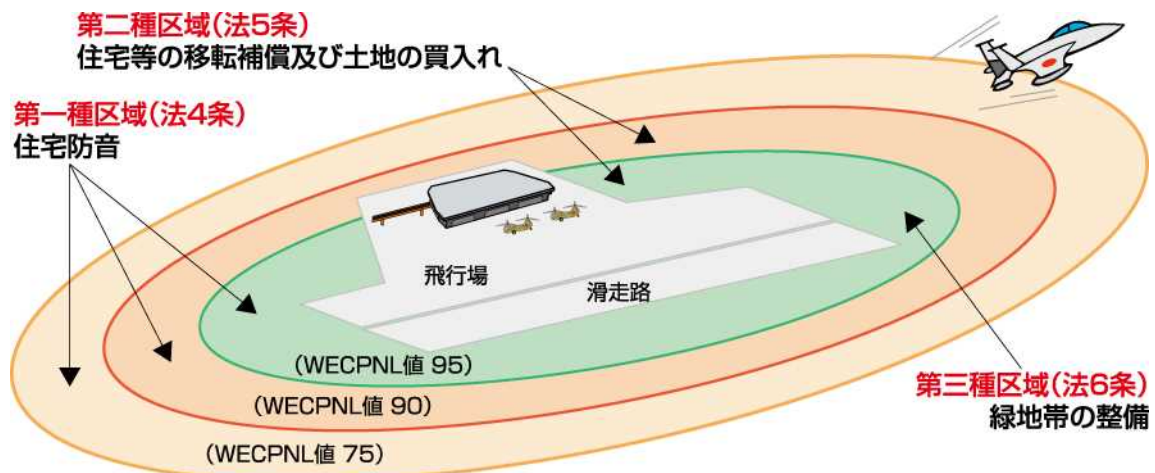 第二種区域(法5条)
住宅等の移転補償及び土地の買入れ
第一種区域(法4条)
住宅防音
飛行場
滑走路
(WECPNL値 95)
(WECPNL値 90)
(WECPNL値 75)
第三種区域(法6条)
緑地帯の整備